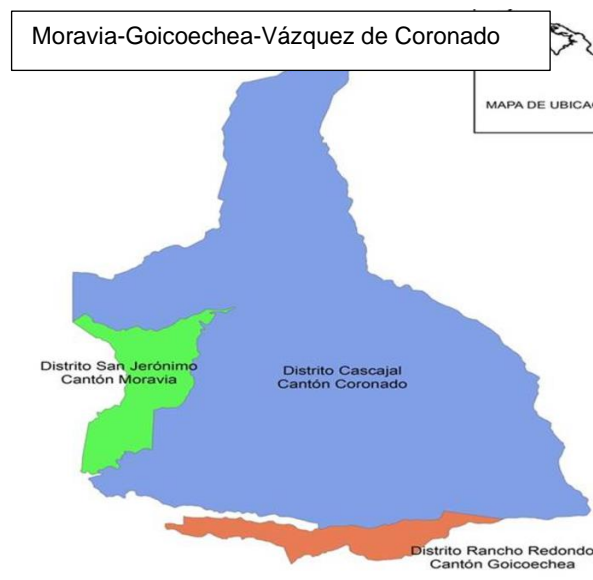 Moravia-Goicoechea-Vázquez de Coronado
MAPA DE
Distrito San Jerónimo
Cantón Moravia
Distrito Cascajal
Cantón Coronado
Distrito Rancho Redondo
Cantón Goicoechea